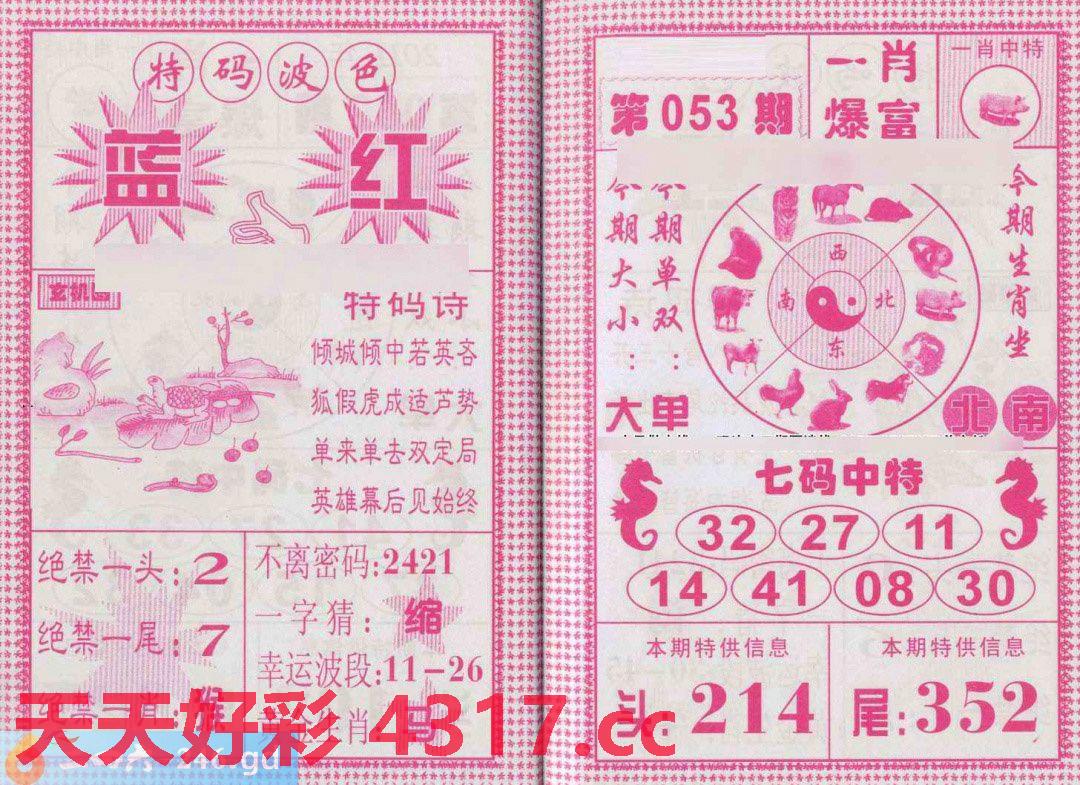 特码波色
蓝 红
玄机图
特码诗
倾城倾中若英吝
狐假虎成适芦势
单来单去双定局
英雄幕后见始终
绝禁一头:2
绝禁一尾:7
不离密码:2421
一字猜:缩
幸运波段:11-26
天天好彩 4317.cc
第053期
一肖
爆富
一肖中特
今期大小::大
今期单双::单
西
南 北
东
今期生肖坐
北 南
七码中特
32 27 11
14 41 08 30
本期特供信息
头:214
本期特供信息
尾:352